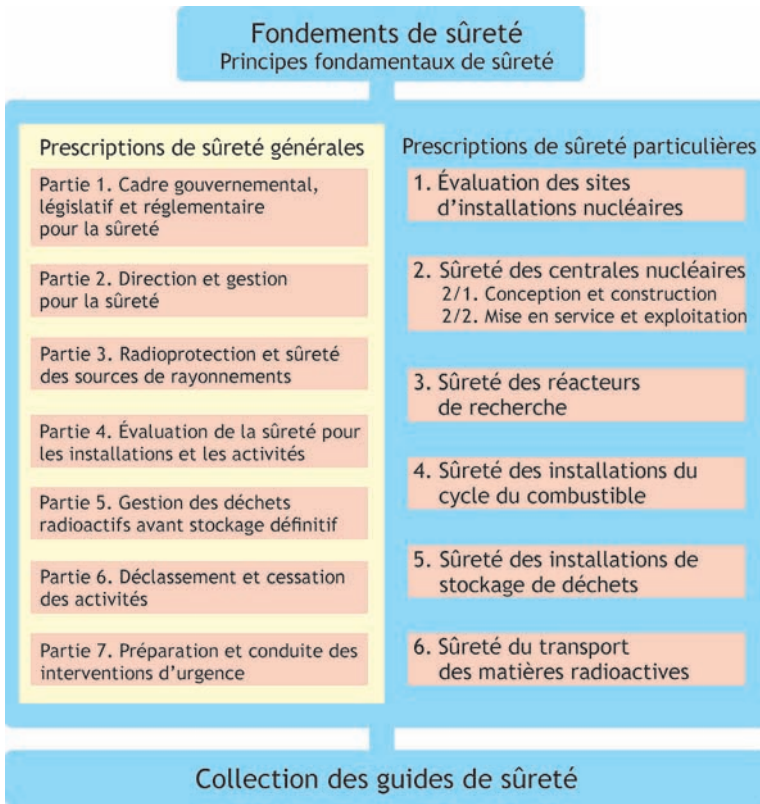 Fondements de sûreté
Principes fondamentaux de sûreté
Prescriptions de sûreté générales
Partie 1. Cadre gouvernemental,
législatif et réglementaire
pour la sûreté
Partie 2. Direction et gestion
pour la sûreté
Partie 3. Radioprotection et sûreté
des sources de rayonnements
Partie 4. Évaluation de la sûreté pour
les installations et les activités
Partie 5. Gestion des déchets
radioactifs avant stockage définitif
Partie 6. Déclassement et cessation
des activités
Partie 7. Préparation et conduite des
interventions d’urgence
Prescriptions de sûreté particulières
1. Évaluation des sites
d’installations nucléaires
2. Sûreté des centrales nucléaires
2/1. Conception et construction
2/2. Mise en service et exploitation
3. Sûreté des réacteurs
de recherche
4. Sûreté des installations du
cycle du combustible
5. Sûreté des installations de
stockage de déchets
6. Sûreté du transport
des matières radioactives
Collection des guides de sûreté